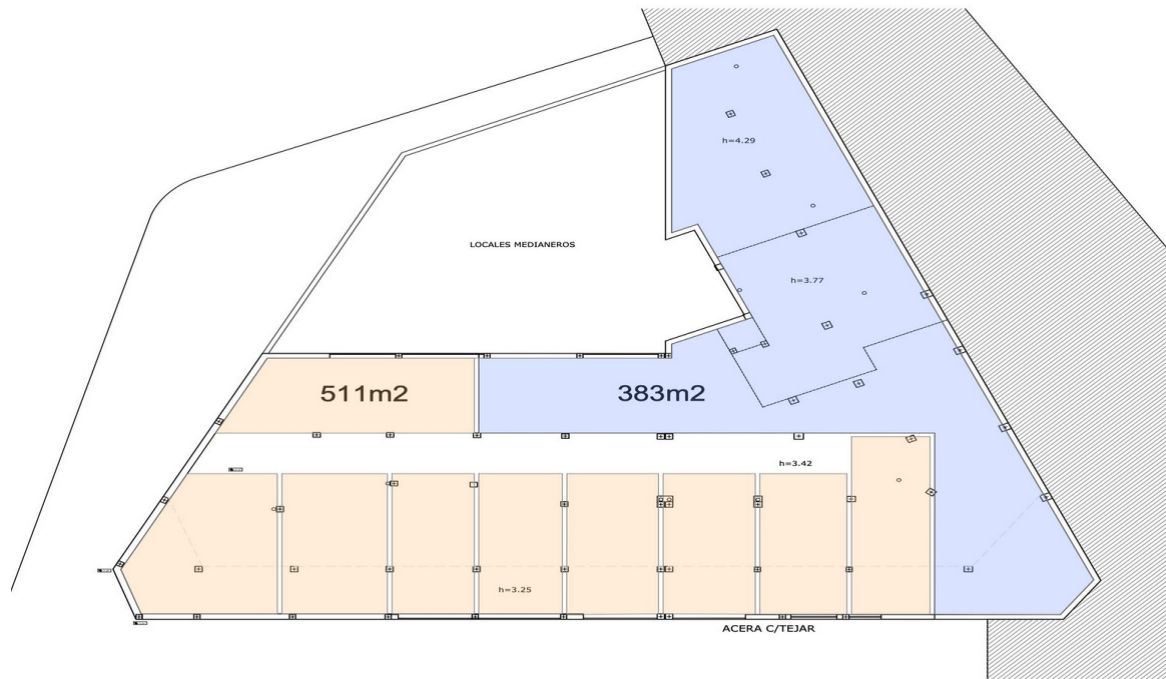 h=4.29
LOCALES MEDIANEROS
h=3.77
511m2
383m2
h=3.42
h=3.25
ACERA C/TEJAR